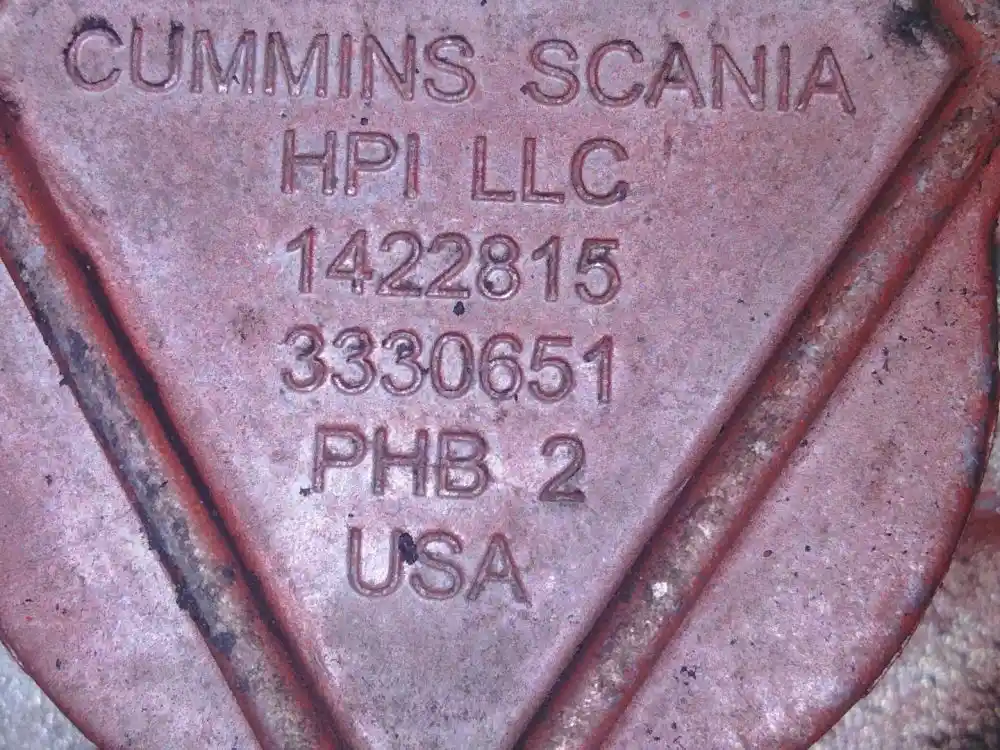 CUMMINS SCANIA
HPI LLC
1422815
3330651
PHB 2
USA